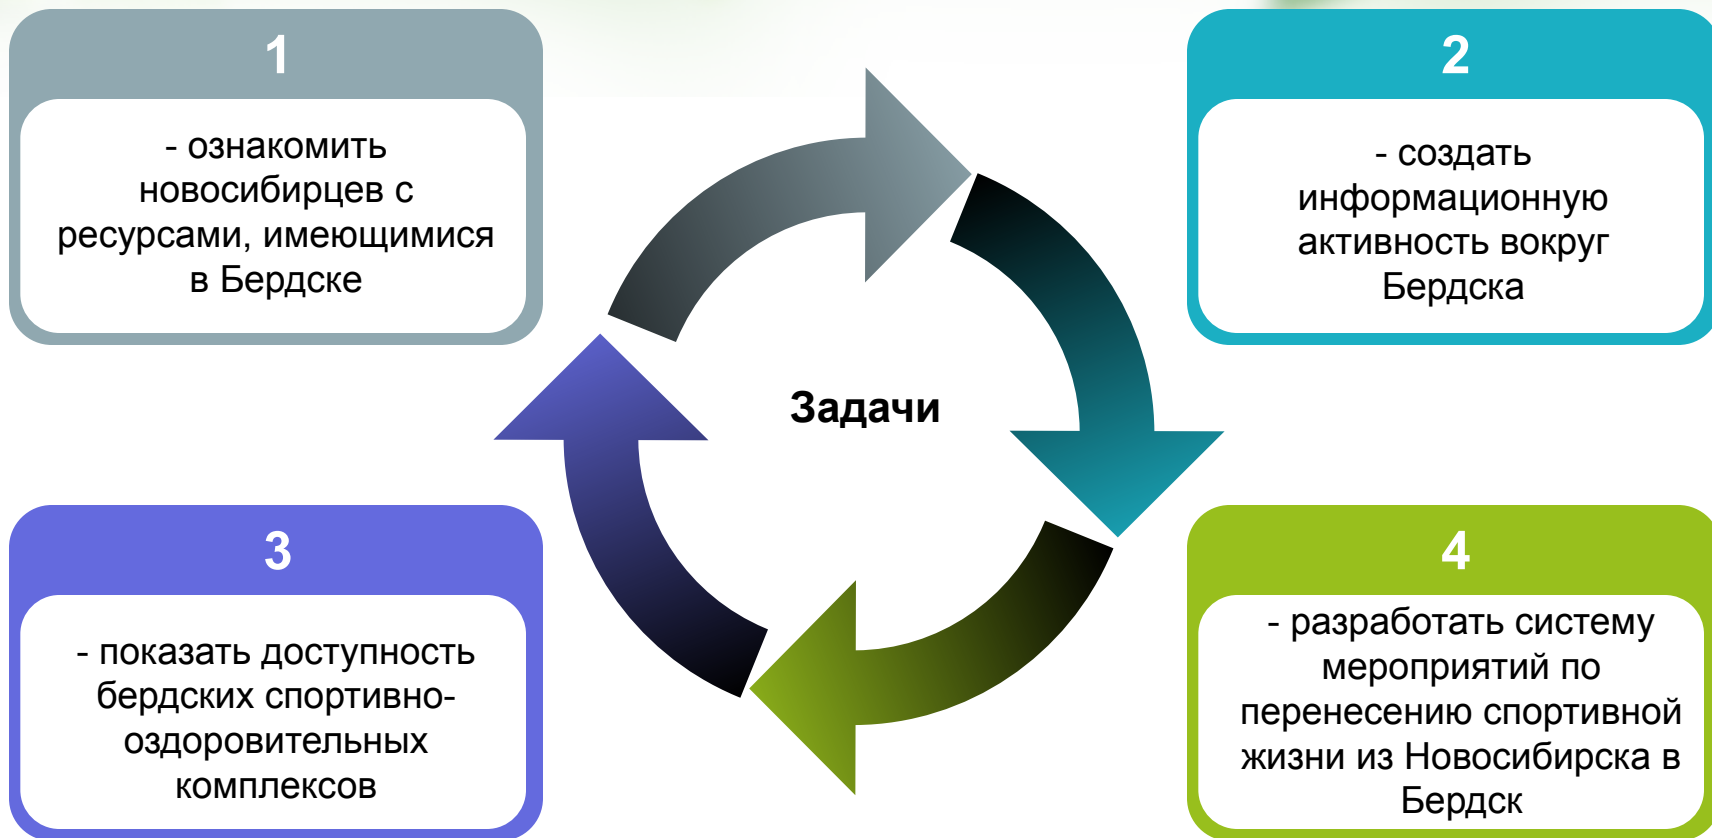 1
- ознакомить
новосибирцев с
ресурсами, имеющимися
в Бердске
2
- создать
информационную
активность вокруг
Бердска
Задачи
3
- показать доступность
бердских спортивно-
оздоровительных
комплексов
4
- разработать систему
мероприятий по
перенесению спортивной
жизни из Новосибирска в
Бердск